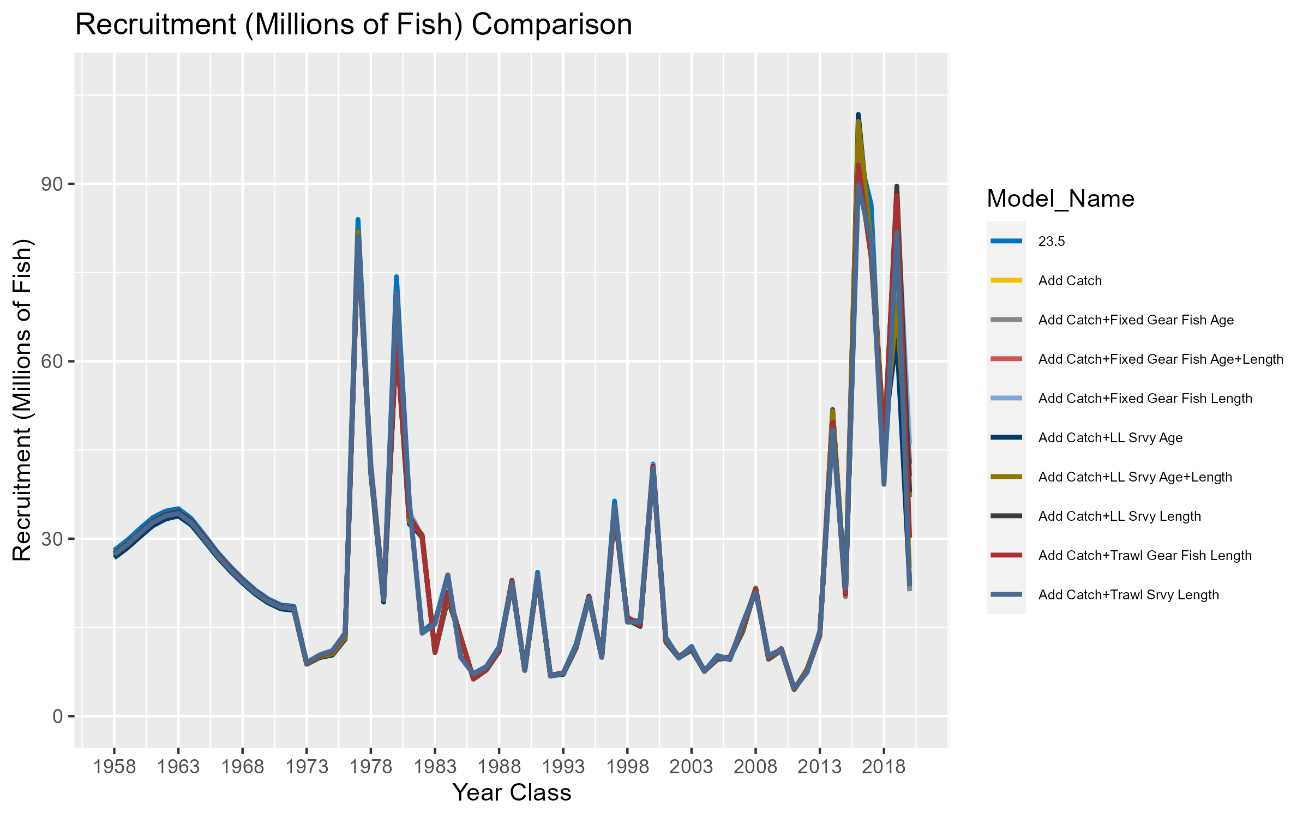 Recruitment (Millions of Fish) Comparison
Recruitment (Millions of Fish)
90
60
30
0
1958 1963 1968 1973 1978 1983 1988 1993 1998 2003 2008 2013 2018
Year Class
Model_Name
23.5
Add Catch
Add Catch+Fixed Gear Fish Age
Add Catch+Fixed Gear Fish Age+Length
Add Catch+Fixed Gear Fish Length
Add Catch+LL Srvy Age
Add Catch+LL Srvy Age+Length
Add Catch+LL Srvy Length
Add Catch+Trawl Gear Fish Length
Add Catch+Trawl Srvy Length